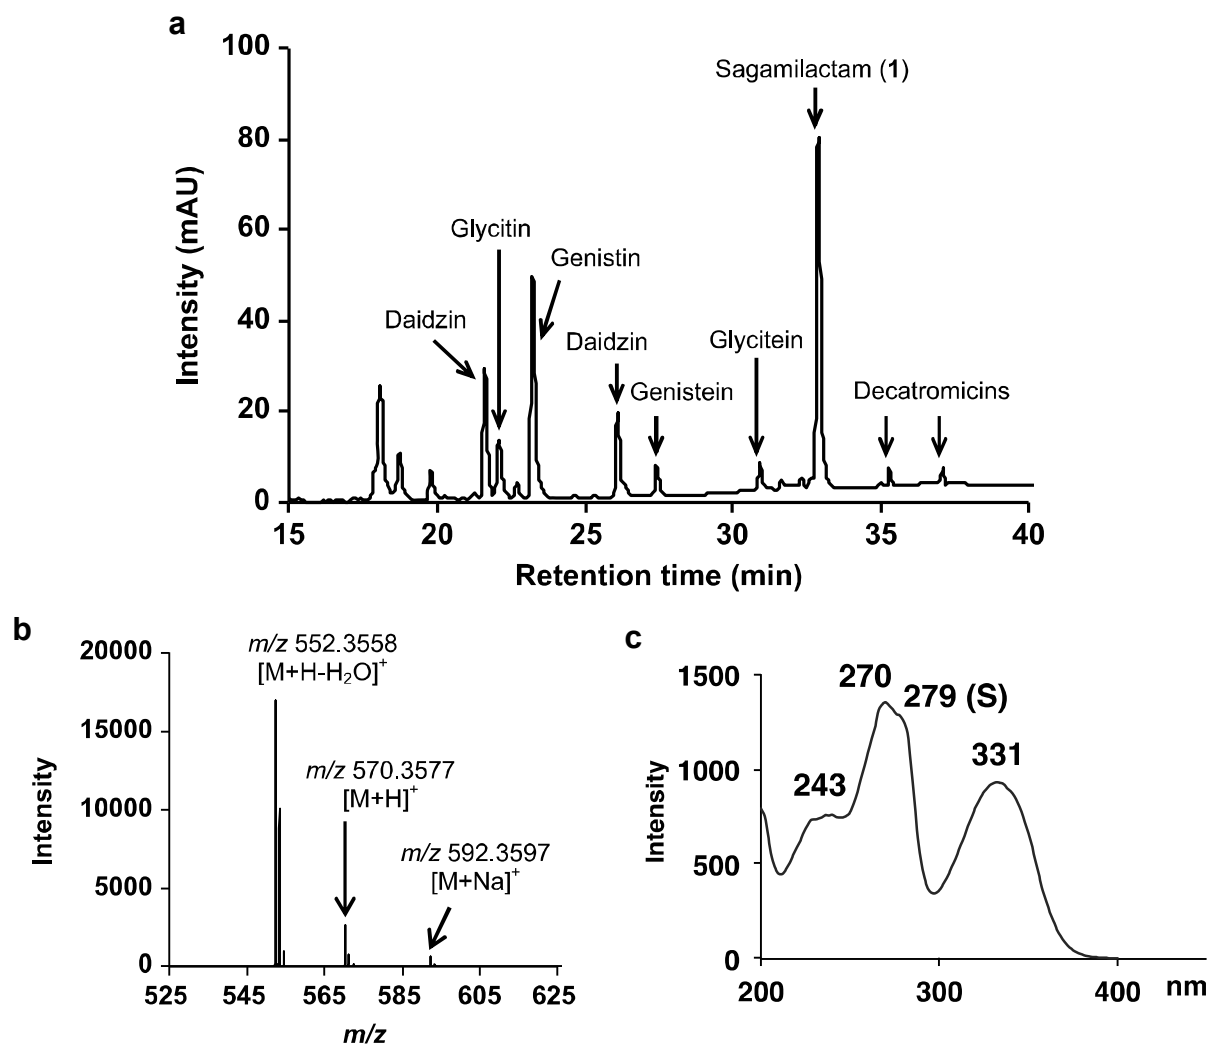 a
100
80
60
40
20
0
Intensity (mAU)
15 20 25 30 35 40
Retention time (min)
Sagamilactam (1)
Glycitin
Genistin
Daidzin
Daidzin
Glycitein
Genistein
Decatromicins
b
20000
15000
10000
5000
0
Intensity
m/z 552.3558
[M+H-H₂O]⁺
m/z 570.3577
[M+H]⁺
m/z 592.3597
[M+Na]⁺
525 545 565 585 605 625
m/z
c
1500
1000
500
0
Intensity
270
279 (S)
243
331
200 300 400 nm